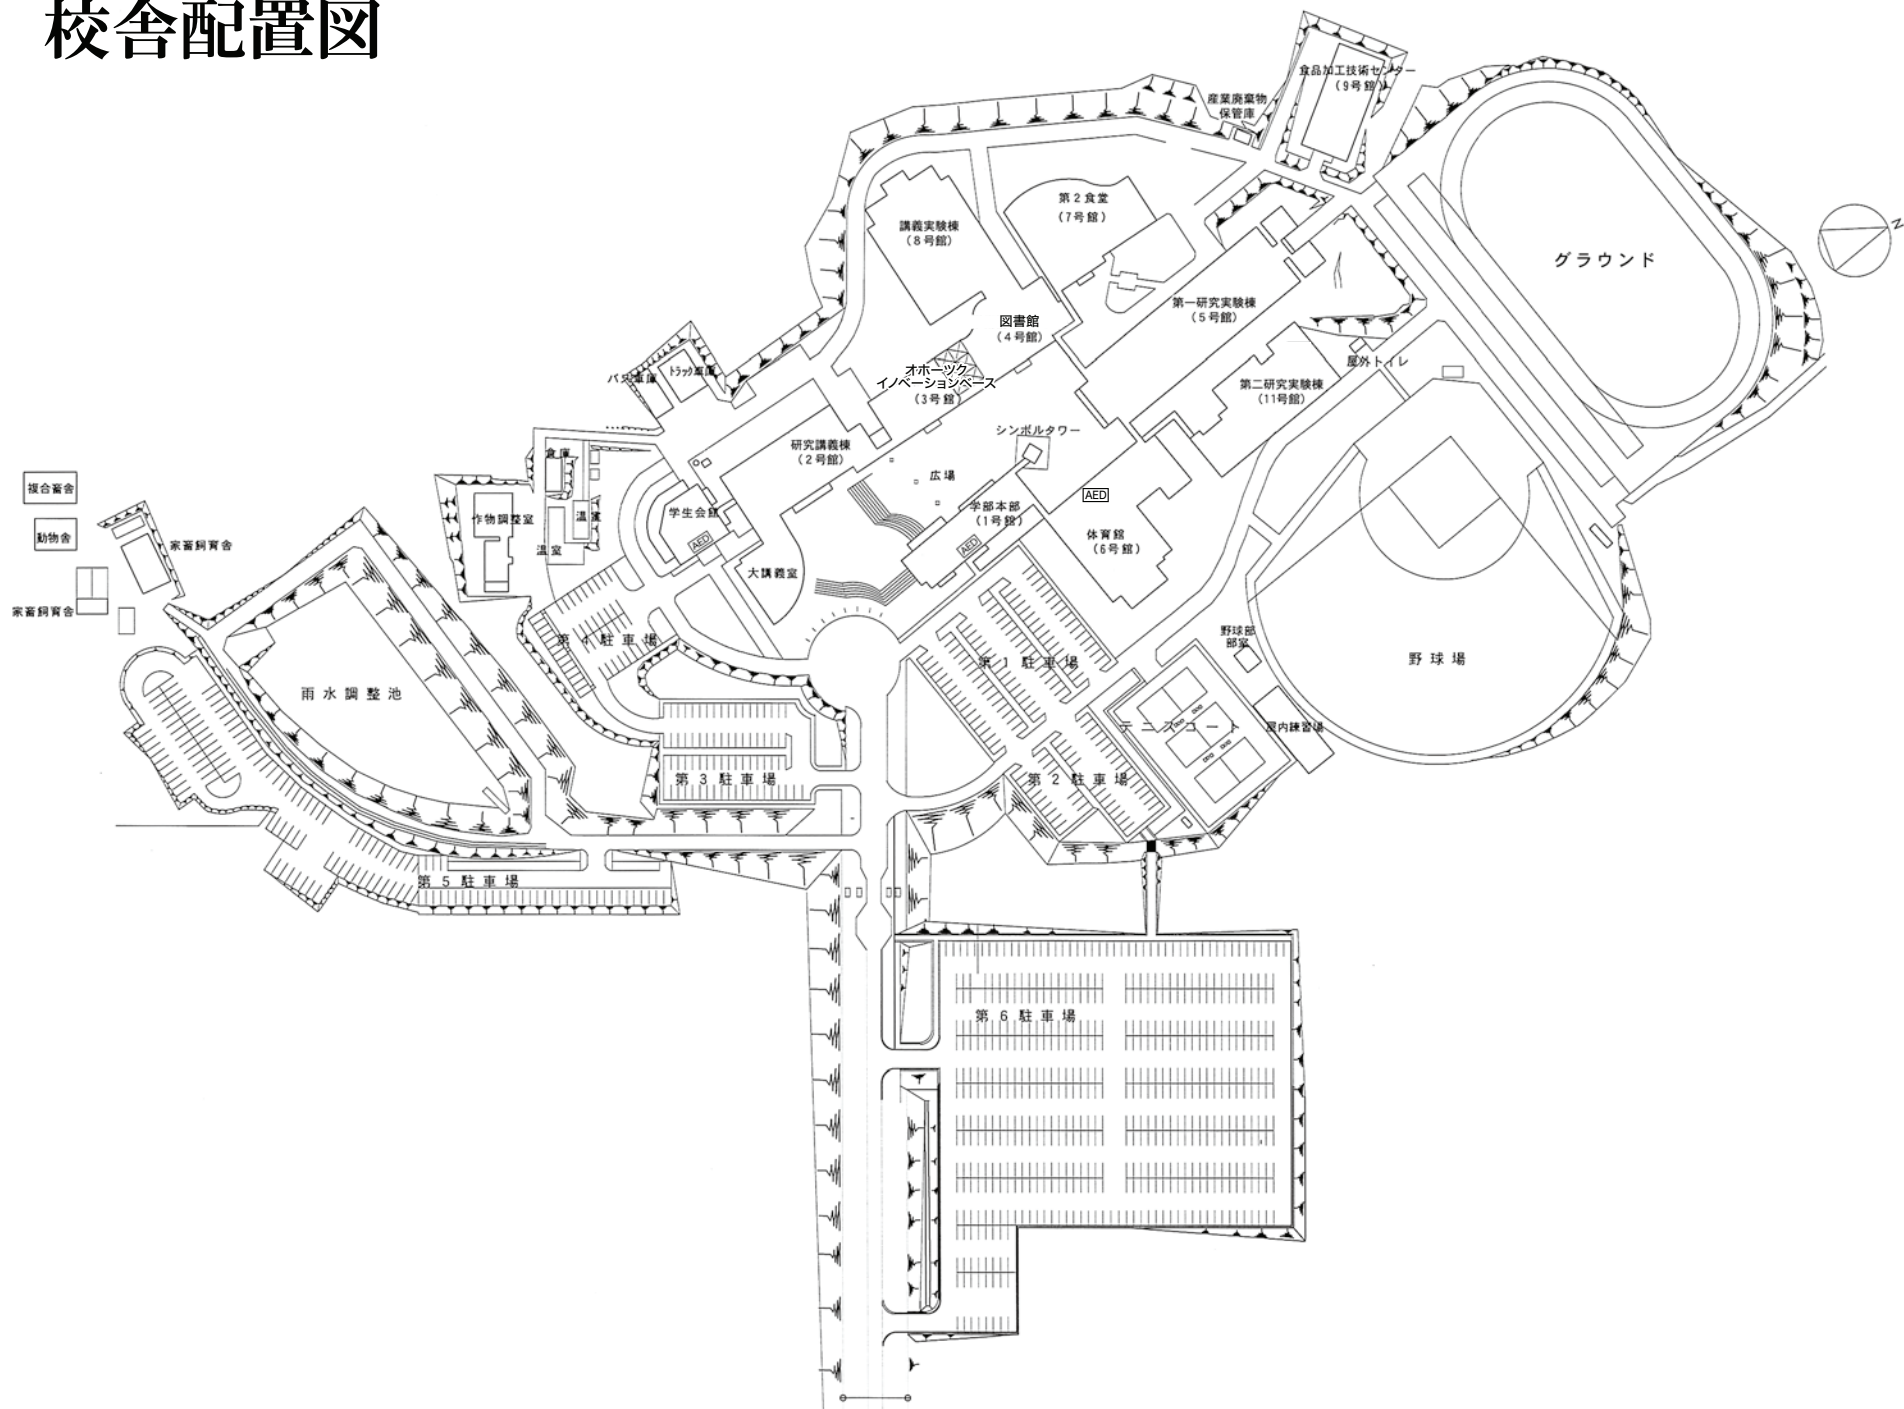 校舎配置図
食品加工技術センター
(9号館)
産業廃棄物
保管庫
第2食堂
(7号館)
講義実験棟
(8号館)
N
グラウンド
第一研究実験棟
(5号館)
図書館
(4号館)
屋外トイレ
オホーツク
イノベーションベース
(3号館)
トラック車庫
バス車庫
第二研究実験棟
(11号館)
シンボルタワー
研究講義棟
(2号館)
倉庫
広場
複合畜舎
AED
学部本部
(1号館)
学生会館
作物調整室
温室
動物舎
体育館
(6号館)
AED
AED
家畜飼育舎
温室
大講義室
家畜飼育舎
野球部
部室
第4駐車場
第1駐車場
野球場
雨水調整池
テニスコート
屋内練習場
第3駐車場
第2駐車場
第5駐車場
第6駐車場